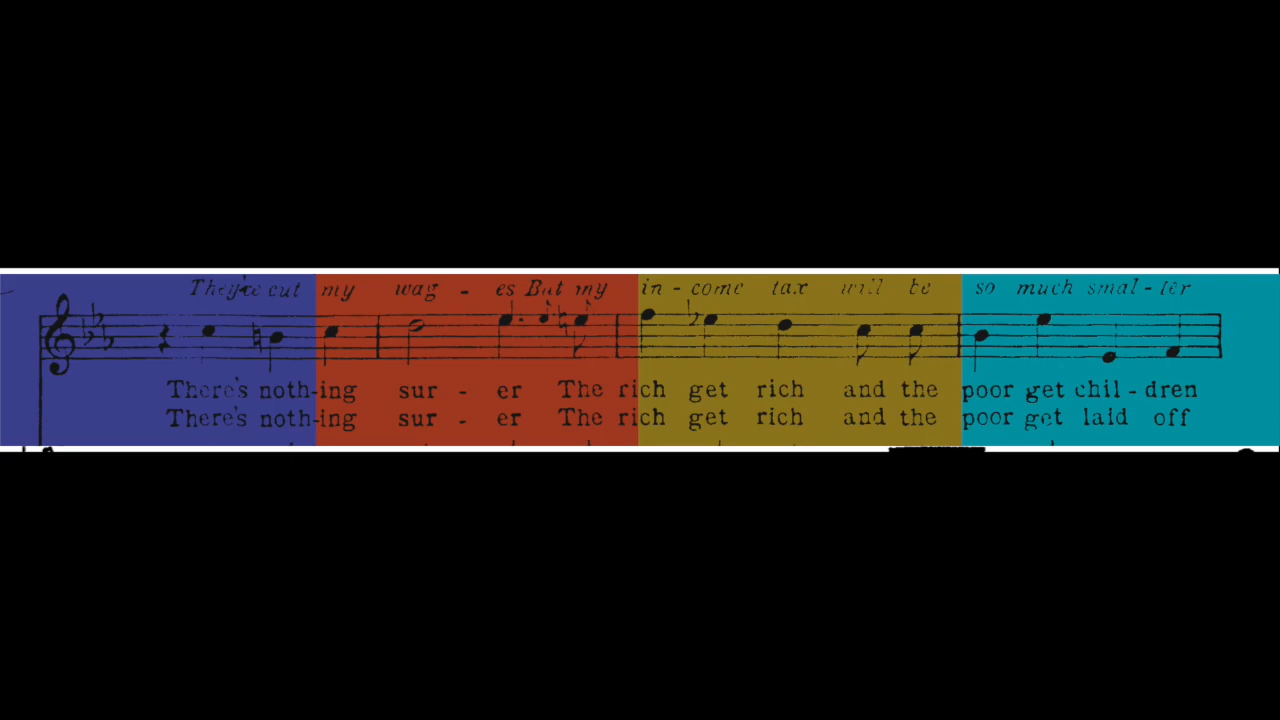 They're cut my wag - es But my in - come tax will be so much smal - ler
There's noth-ing sur - er The rich get rich and the poor get chil - dren
There's noth-ing sur - er The rich get rich and the poor get laid off